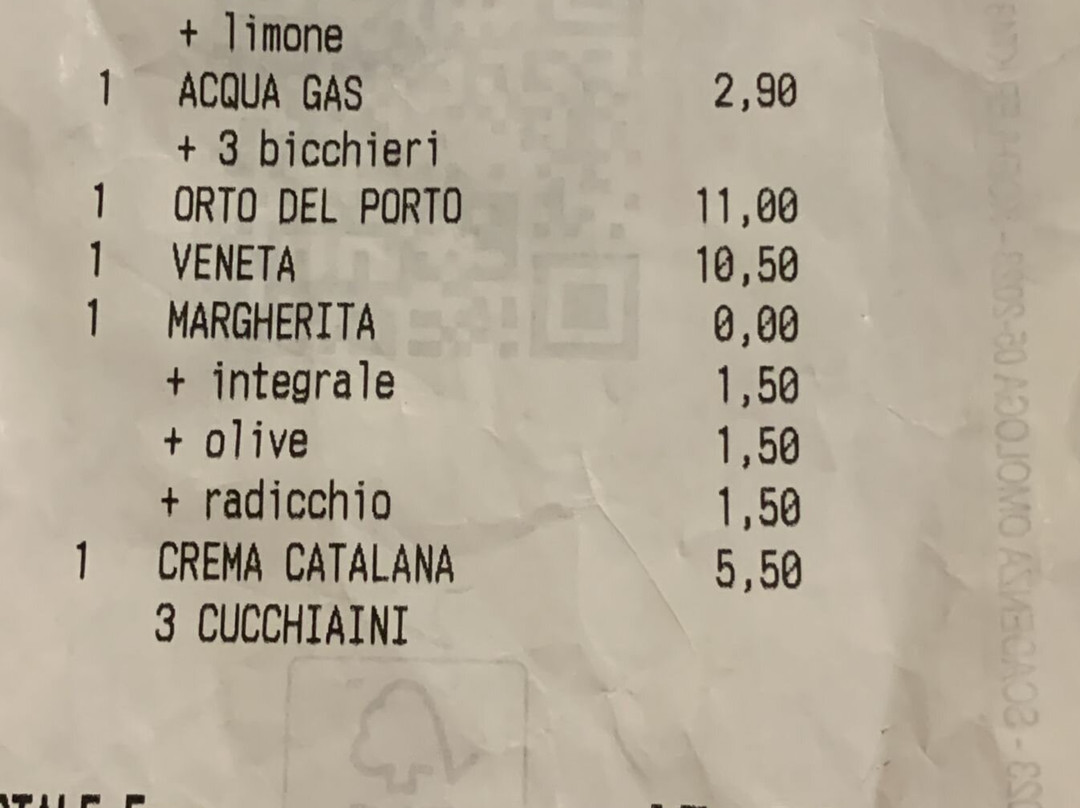 + limone
1 ACQUA GAS 2,90
+ 3 bicchieri
1 ORTO DEL PORTO 11,00
1 VENETA 10,50
1 MARGHERITA 0,00
+ integrale 1,50
+ olive 1,50
+ radicchio 1,50
1 CREMA CATALANA 5,50
3 CUCCHIAINI